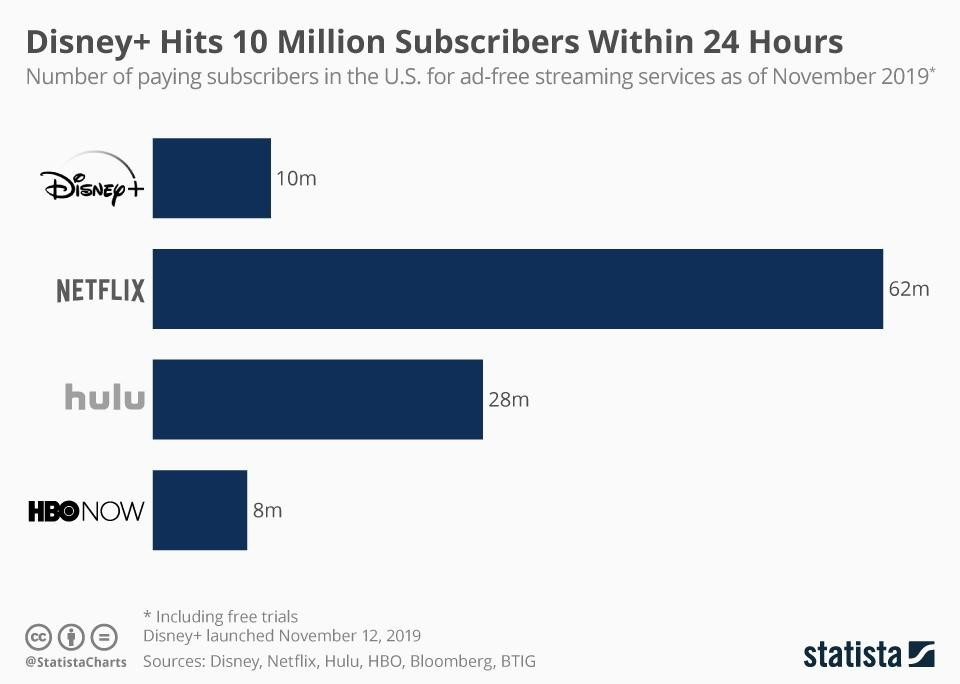 Disney+ Hits 10 Million Subscribers Within 24 Hours
Number of paying subscribers in the U.S. for ad-free streaming services as of November 2019*
Disney+
10m
NETFLIX
62m
hulu
28m
HBO NOW
8m
* Including free trials
Disney+ launched November 12, 2019
cc
@StatistaCharts
Sources: Disney, Netflix, Hulu, HBO, Bloomberg, BTIG
statista